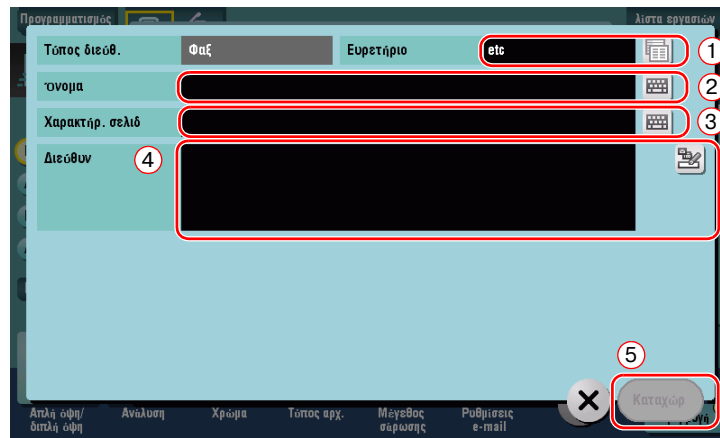 Προγραμματισμός
λίστα εργασιών
Τύπος διεύθ. Φαξ Ευρετήριο etc 1
Όνομα 2
Χαρακτήρ. σελιδ 3
Διεύθυν 4
5
Καταχώρ
Απλή όψη/ Ανάλυση Χρώμα Τύπος αρχ. Μέγεθος Ρυθμίσεις
διπλή όψη σάρωσης e-mail